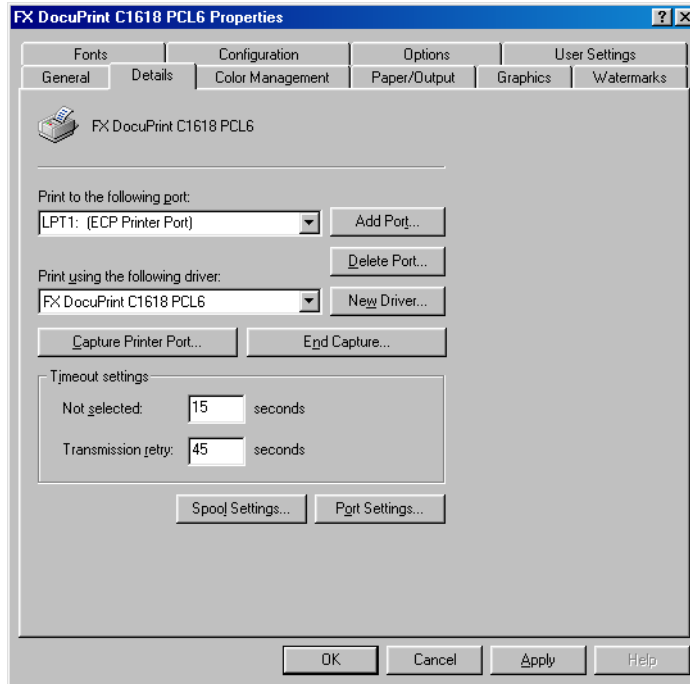 FX DocuPrint C1618 PCL6 Properties
Fonts Configuration Options User Settings
General Details Color Management Paper/Output Graphics Watermarks
FX DocuPrint C1618 PCL6
Print to the following port:
LPT1: (ECP Printer Port) Add Port...
Delete Port...
Print using the following driver:
FX DocuPrint C1618 PCL6 New Driver...
Capture Printer Port... End Capture...
Timeout settings
Not selected: 15 seconds
Transmission retry: 45 seconds
Spool Settings... Port Settings...
OK Cancel Apply Help